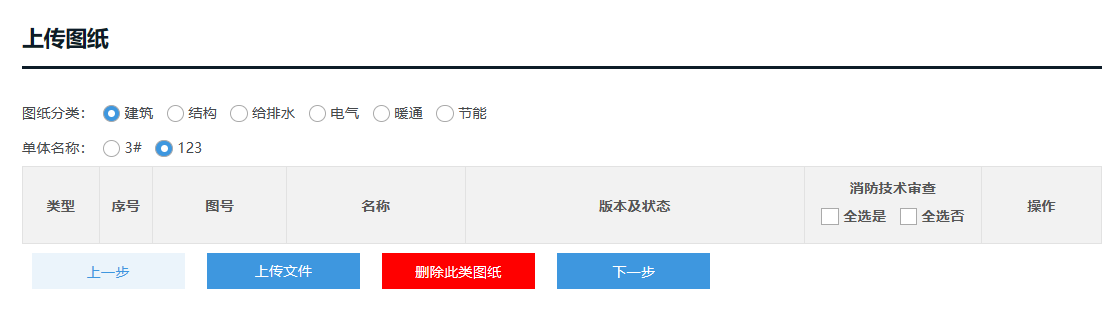 上传图纸
图纸分类： 建筑 结构 给排水 电气 暖通 节能
单体名称： 3# 123
类型 序号 图号 名称 版本及状态 消防技术审查 操作
全选是 全选否
上一步 上传文件 删除此类图纸 下一步